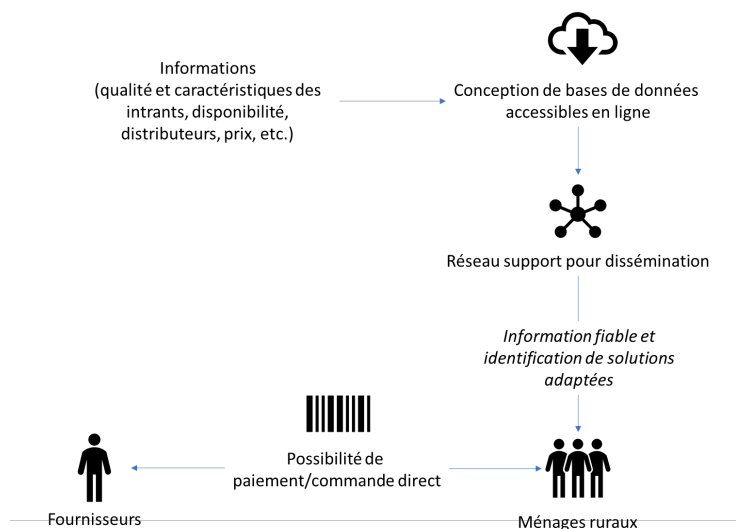 Informations
(qualité et caractéristiques des
intrants, disponibilité,
distributeurs, prix, etc.)
Conception de bases de données
accessibles en ligne
Réseau support pour dissémination
Information fiable et
identification de solutions
adaptées
Possibilité de
paiement/commande direct
Fournisseurs
Ménages ruraux